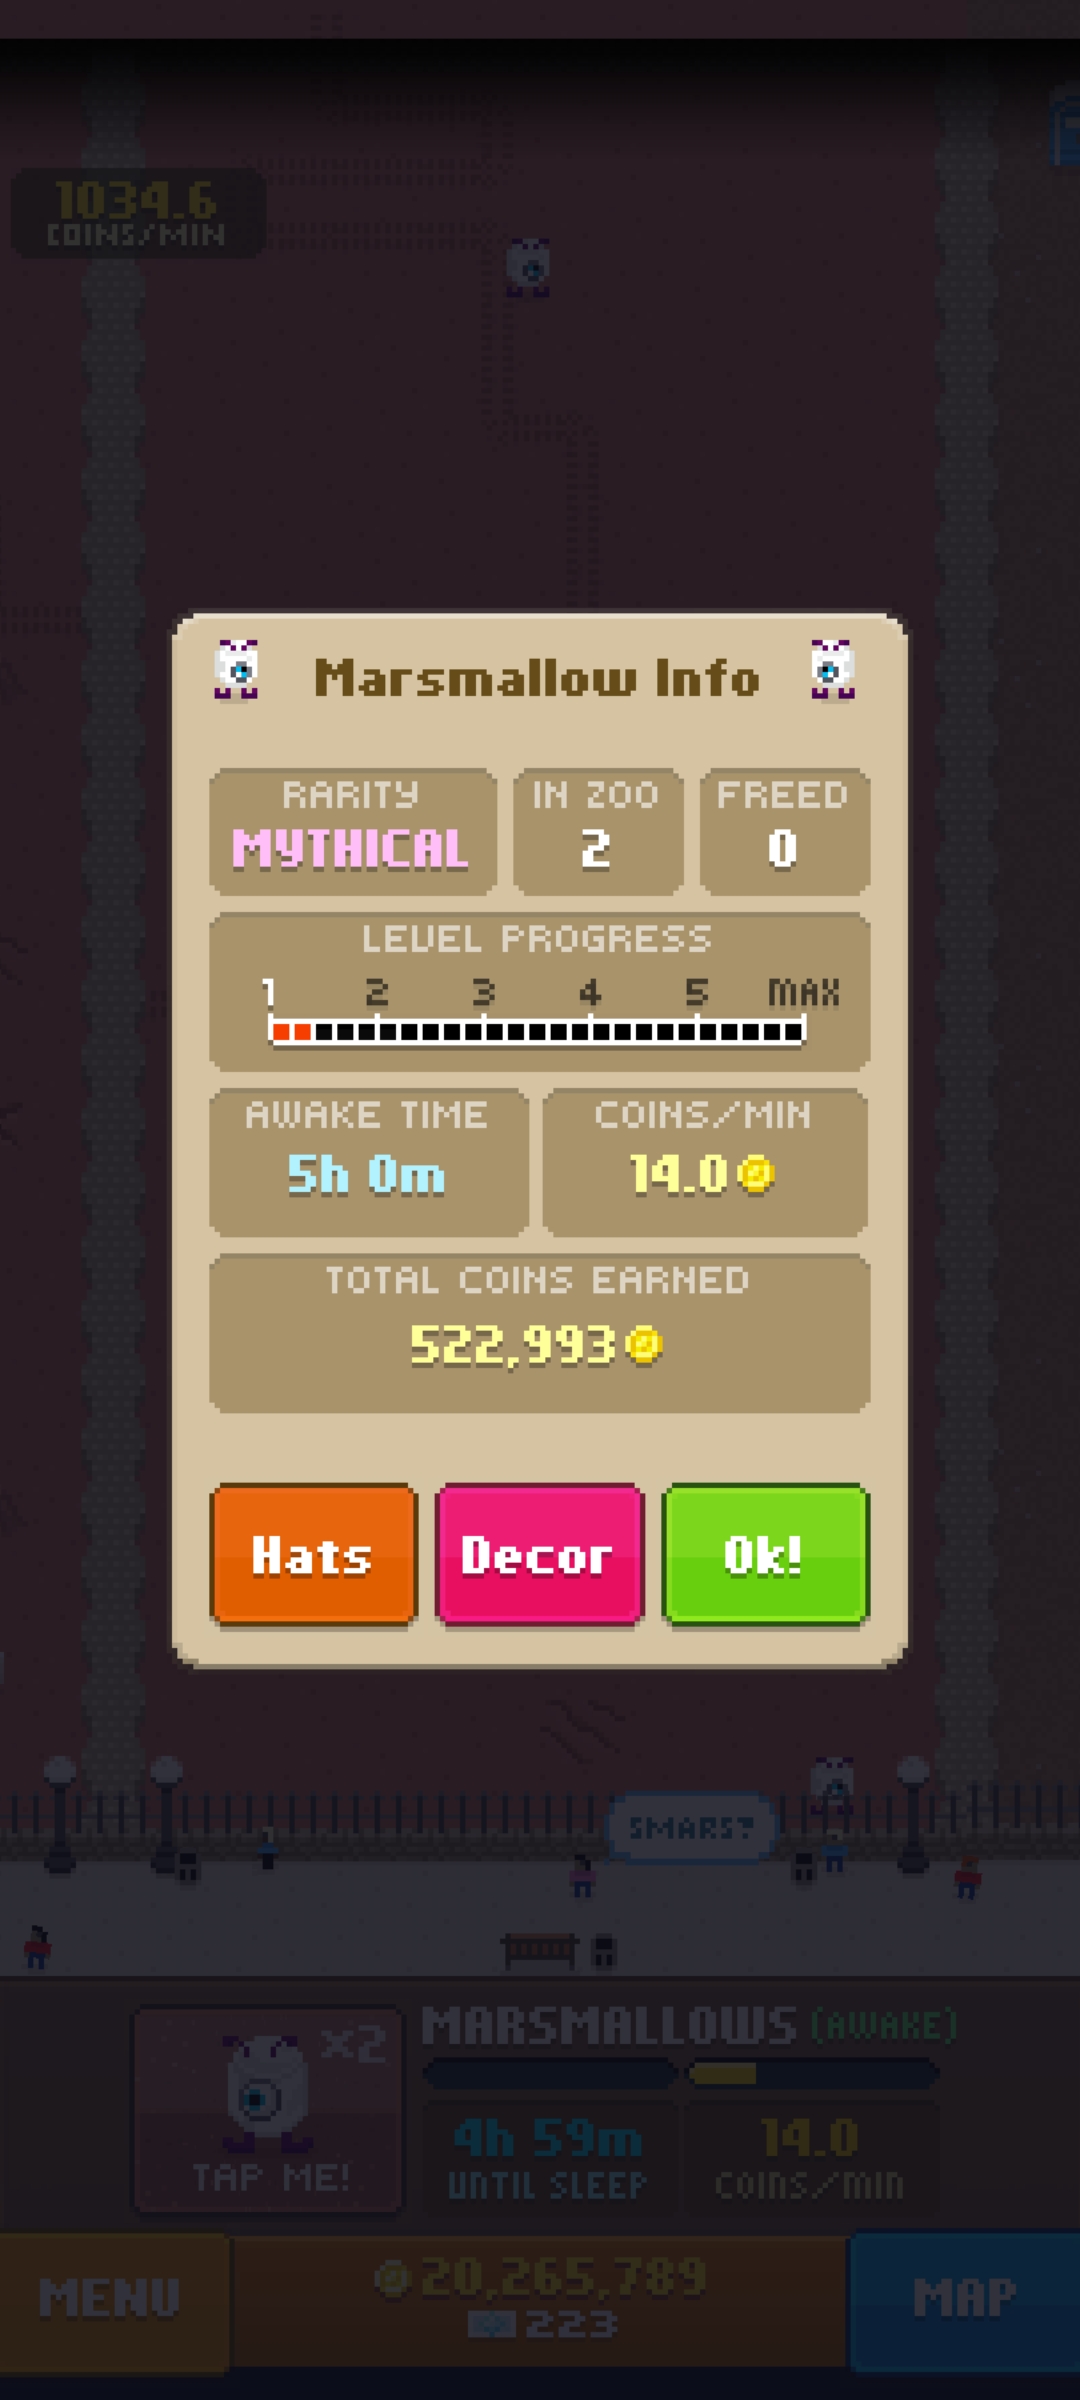 1034.6
COINS/MIN
Marsmallow Info
RARITY
MYTHICAL
IN ZOO
2
FREED
0
LEVEL PROGRESS
1 2 3 4 5 MAX
AWAKE TIME
5h 0m
COINS/MIN
14.0
TOTAL COINS EARNED
522,993
Hats
Decor
Ok!
SMARS?
x2
TAP ME!
MARSMALLOWS (AWAKE)
4h 59m
UNTIL SLEEP
14.0
COINS/MIN
MENU
20,265,789
223
MAP